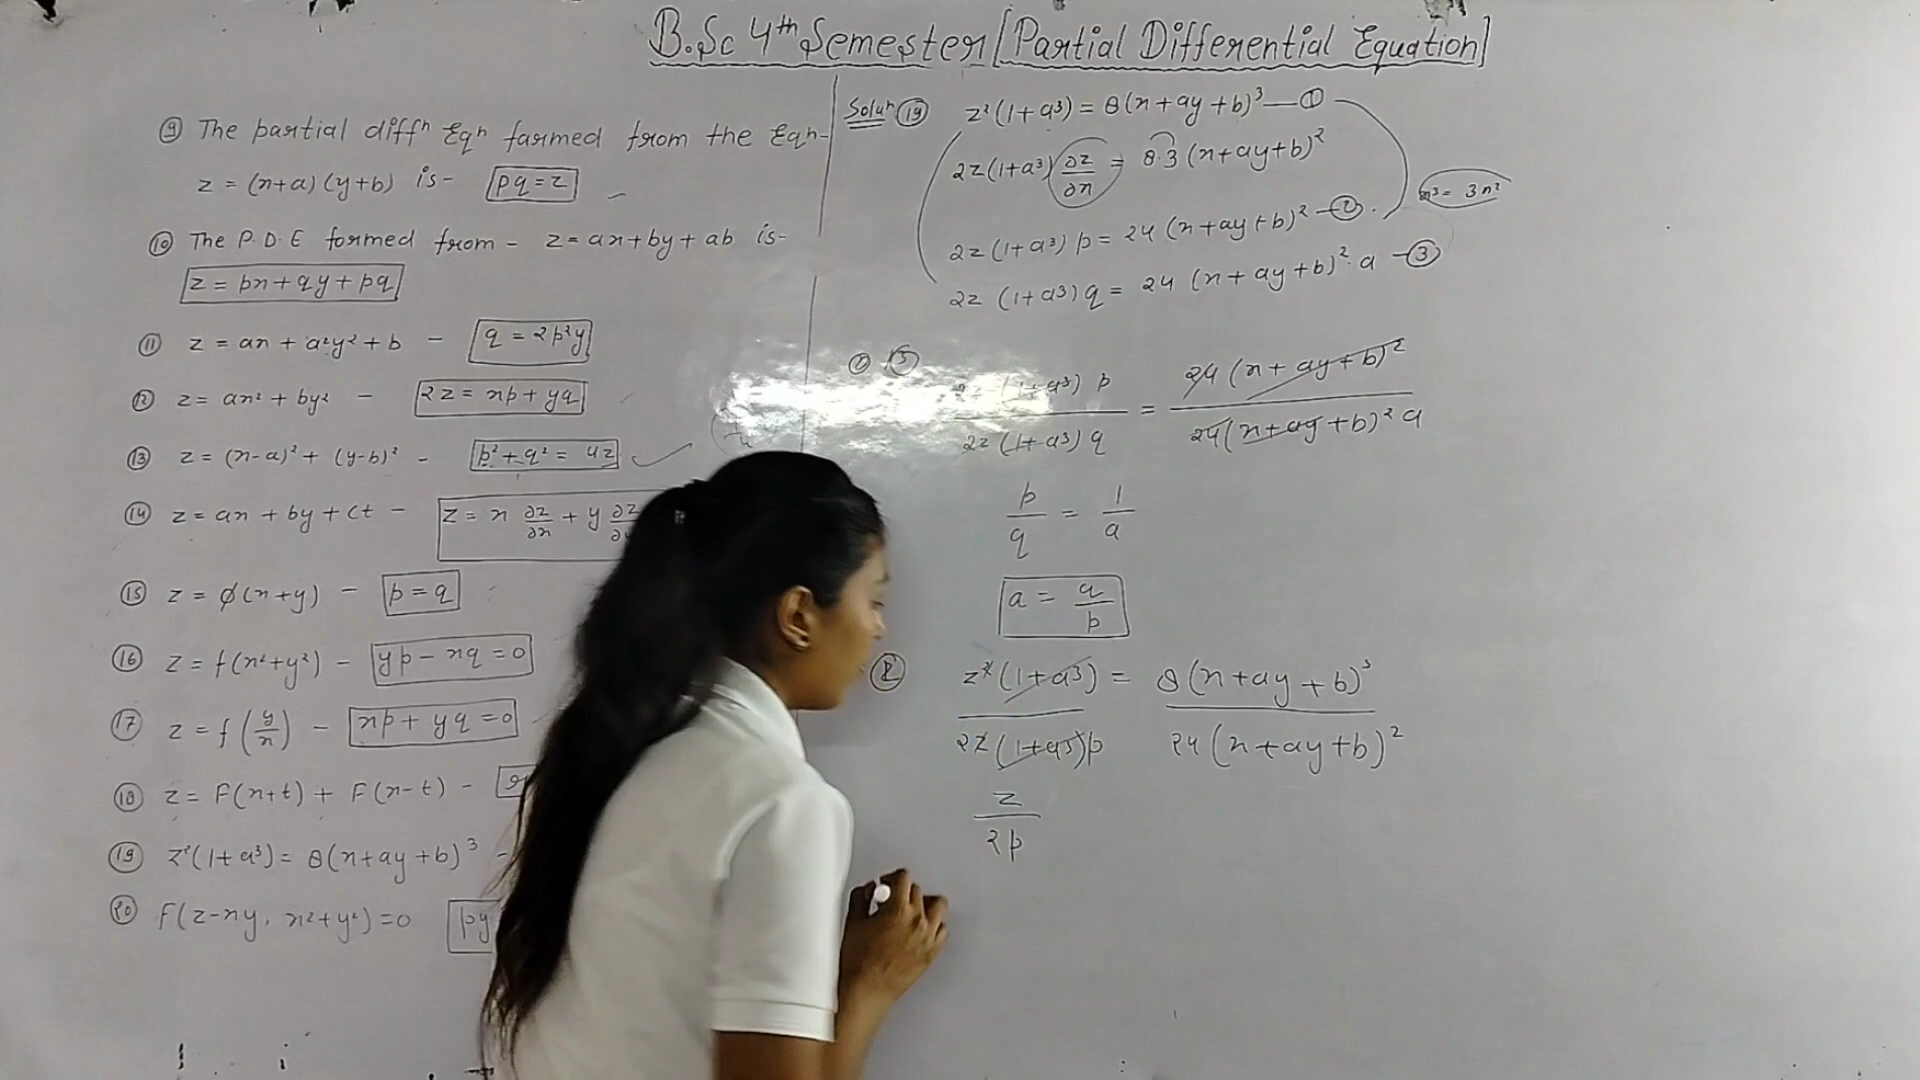 B.Sc 4th Semester [Partial Differential Equation]
⑨ The partial diffⁿ Eqⁿ farmed from the Eqn-
z = (x+a)(y+b) is- pq=z
⑩ The P.D.E formed from - z=ax+by+ab is-
z = px+qy+pq
⑪ z = ax + a²y² + b - q = 2p²y
⑫ z = ax² + by² - 2z = xp + yq
⑬ z = (x-a)² + (y-b)² - p²+q² = 4z
⑭ z = ax + by + ct - z = x ∂z/∂x + y ∂z
⑮ z = φ(x+y) - p=q
⑯ z = f(x²+y²) - yp-xq=0
⑰ z = f(y/x) - xp+yq=0
⑱ z = F(x+t) + F(x-t) -
⑲ z²(1+a³) = 8(x+ay+b)³ -
⑳ F(z-xy, x²+y²)=0 py
Soluⁿ ⑲ z²(1+a³) = 8(x+ay+b)³ — ①
2z(1+a³) ∂z/∂x = 8·3(x+ay+b)²
x³ = 3x²
2z(1+a³)p = 24(x+ay+b)² — ②
2z(1+a³)q = 24(x+ay+b)²·a — ③
(1+a³)p / 2z(1+a³)q = 24(x+ay+b)² / 24(x+ay+b)² a
p/q = 1/a
a = q/p
z²(1+a³) / 2z(1+a³)p = 8(x+ay+b)³ / 24(x+ay+b)²
z/2p